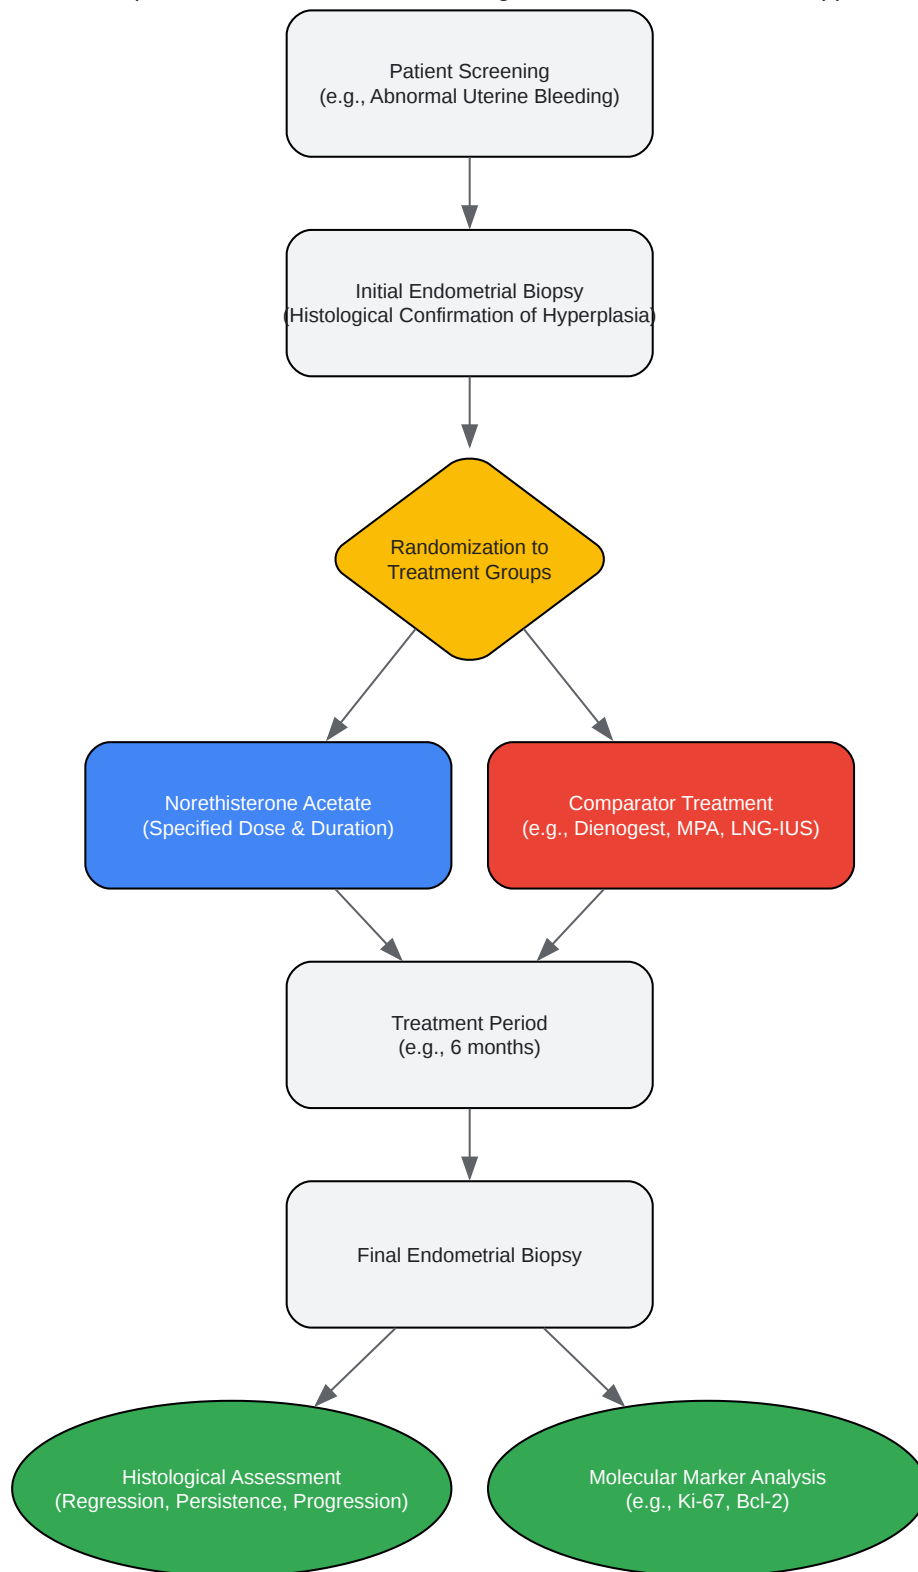 Patient Screening
(e.g., Abnormal Uterine Bleeding)
Initial Endometrial Biopsy
(Histological Confirmation of Hyperplasia)
Randomization to
Treatment Groups
Norethisterone Acetate
(Specified Dose & Duration)
Comparator Treatment
(e.g., Dienogest, MPA, LNG-IUS)
Treatment Period
(e.g., 6 months)
Final Endometrial Biopsy
Histological Assessment
(Regression, Persistence, Progression)
Molecular Marker Analysis
(e.g., Ki-67, Bcl-2)